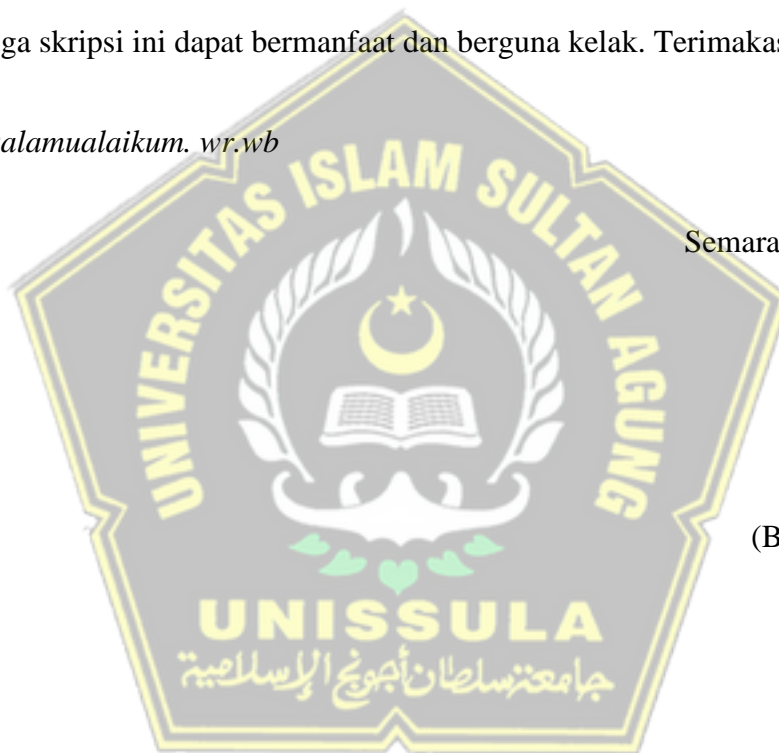 ga skripsi ini dapat bermanfaat dan berguna kelak. Terimakas
alamualaikum. wr.wb
Semara
(B
UNIVERSITAS ISLAM SULTAN AGUNG
UNISSULA
جامعة سلطان أجونج الإسلامية